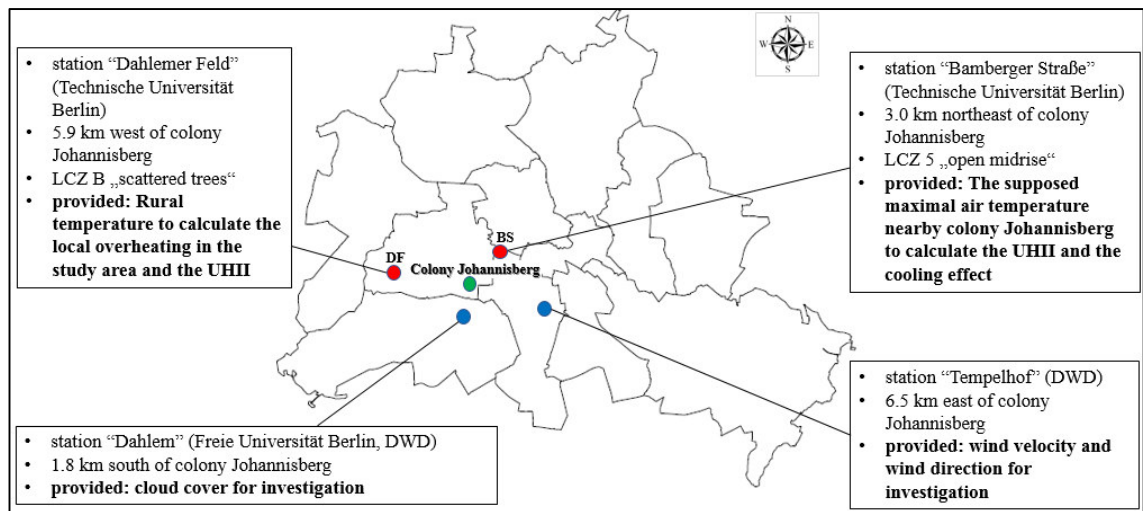 • station “Dahlemer Feld”
(Technische Universität
Berlin)
• 5.9 km west of colony
Johannisberg
• LCZ B „scattered trees“
• provided: Rural
temperature to calculate the
local overheating in the
study area and the UHII
N
W E
S
• station “Bamberger Straße”
(Technische Universität Berlin)
• 3.0 km northeast of colony
Johannisberg
• LCZ 5 „open midrise“
• provided: The supposed
maximal air temperature
nearby colony Johannisberg
to calculate the UHII and the
cooling effect
BS
DF
Colony Johannisberg
• station “Dahlem” (Freie Universität Berlin, DWD)
• 1.8 km south of colony Johannisberg
• provided: cloud cover for investigation
• station “Tempelhof” (DWD)
• 6.5 km east of colony
Johannisberg
• provided: wind velocity and
wind direction for
investigation